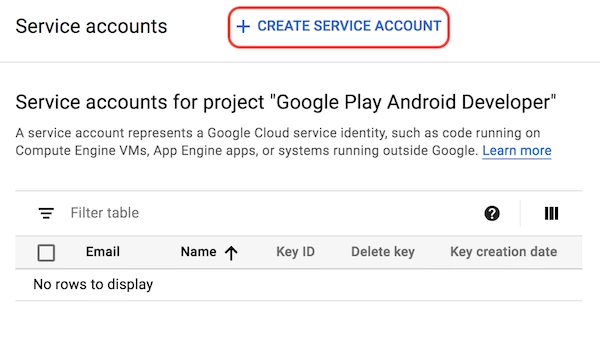 Service accounts
+ CREATE SERVICE ACCOUNT
Service accounts for project "Google Play Android Developer"
A service account represents a Google Cloud service identity, such as code running on
Compute Engine VMs, App Engine apps, or systems running outside Google. Learn more
Filter table
Email Name Key ID Delete key Key creation date
No rows to display